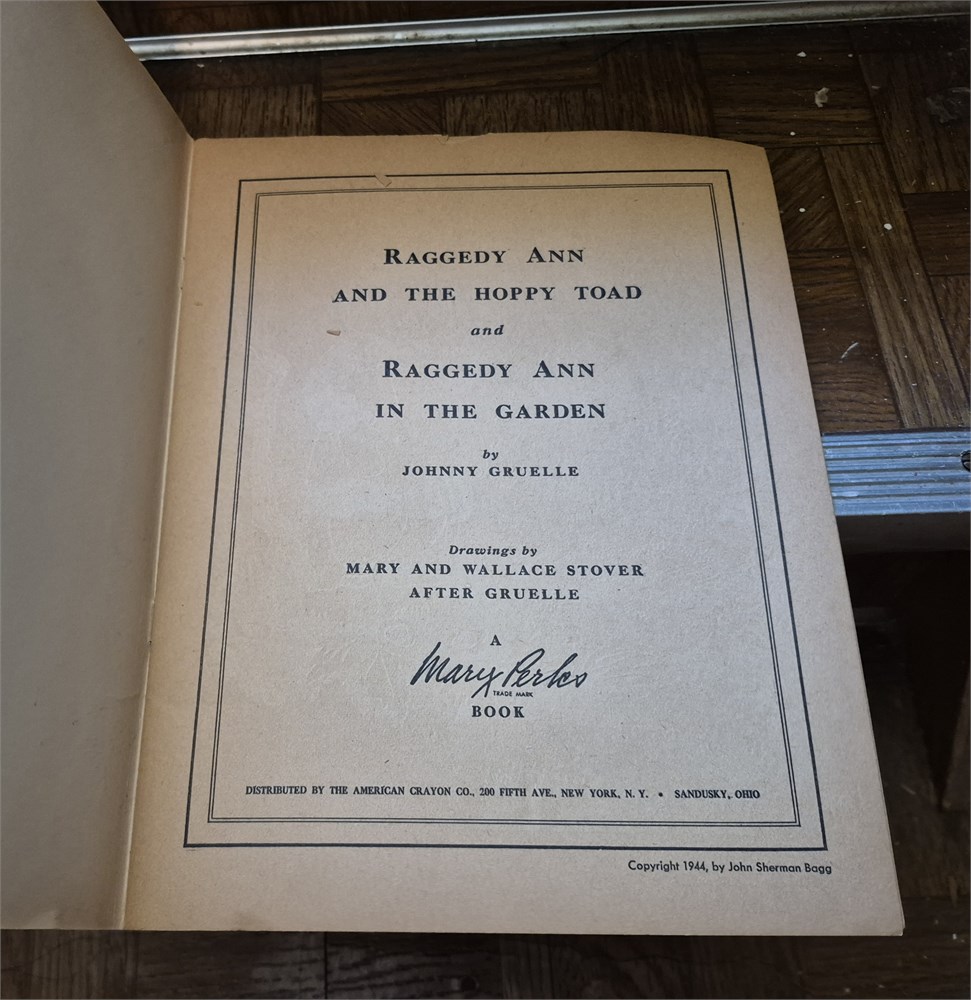 RAGGEDY ANN
AND THE HOPPY TOAD
and
RAGGEDY ANN
IN THE GARDEN
by
JOHNNY GRUELLE
Drawings by
MARY AND WALLACE STOVER
AFTER GRUELLE
A
Mary Perks
TRADE MARK
BOOK
DISTRIBUTED BY THE AMERICAN CRAYON CO., 200 FIFTH AVE., NEW YORK, N. Y. • SANDUSKY, OHIO
Copyright 1944, by John Sherman Bagg